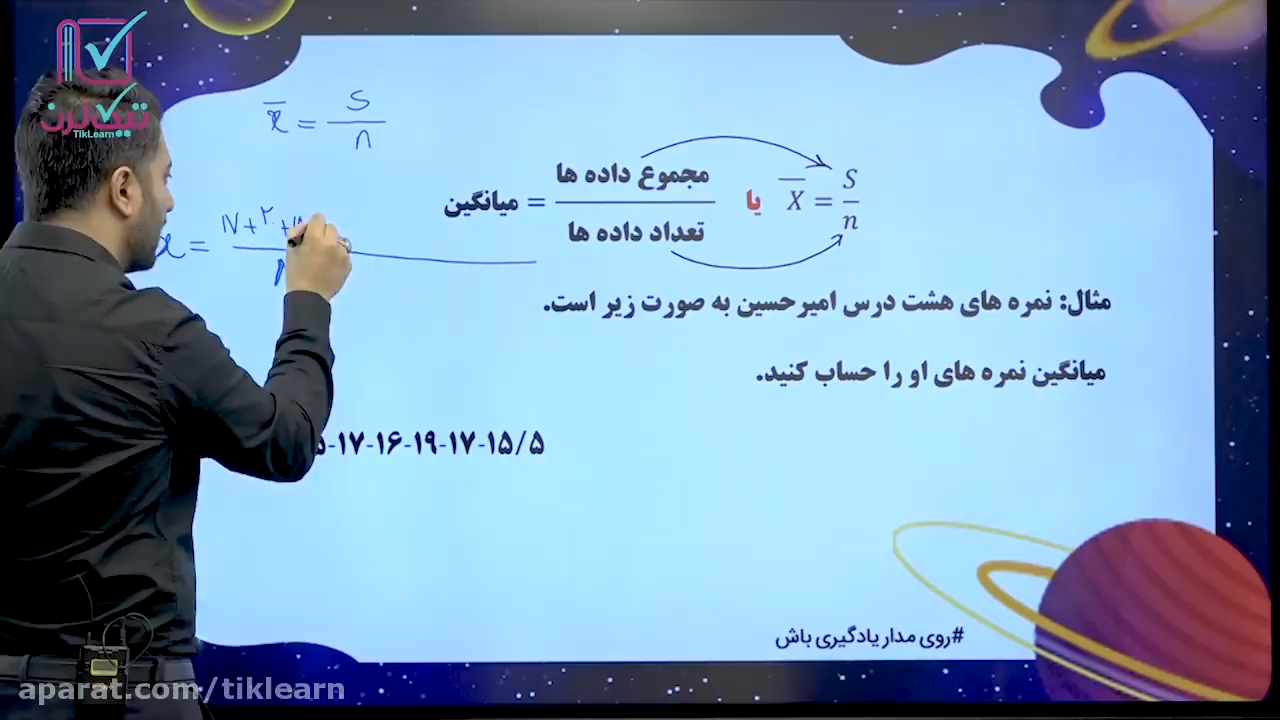 تیک لرن
TikLearn
x̄ = S / n
میانگین = مجموع داده ها / تعداد داده ها یا X̄ = S / n
= ۱۷+۲۰+
مثال: نمره های هشت درس امیرحسین به صورت زیر است.
میانگین نمره های او را حساب کنید.
-۱۷-۱۶-۱۹-۱۷-۱۵/۵
#روی مدار یادگیری باش
aparat.com/tiklearn